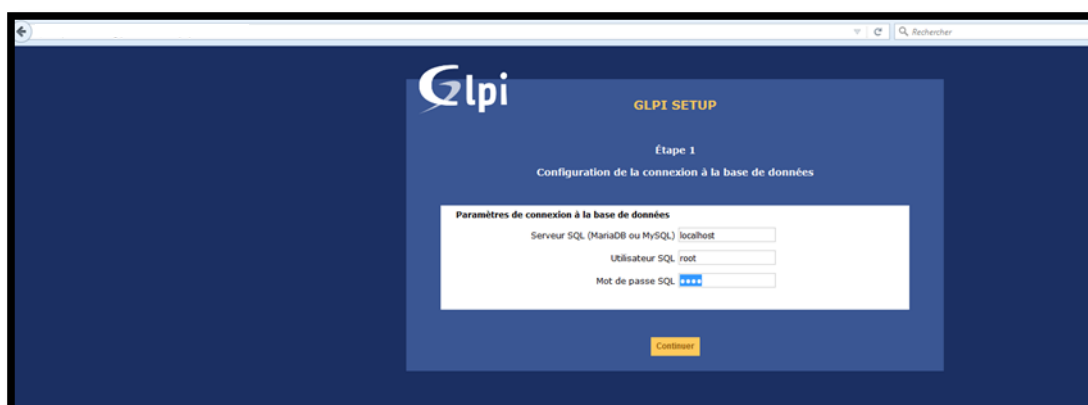 Rechercher
Glpi
GLPI SETUP
Étape 1
Configuration de la connexion à la base de données
Paramètres de connexion à la base de données
Serveur SQL (MariaDB ou MySQL) localhost
Utilisateur SQL root
Mot de passe SQL ••••
Continuer